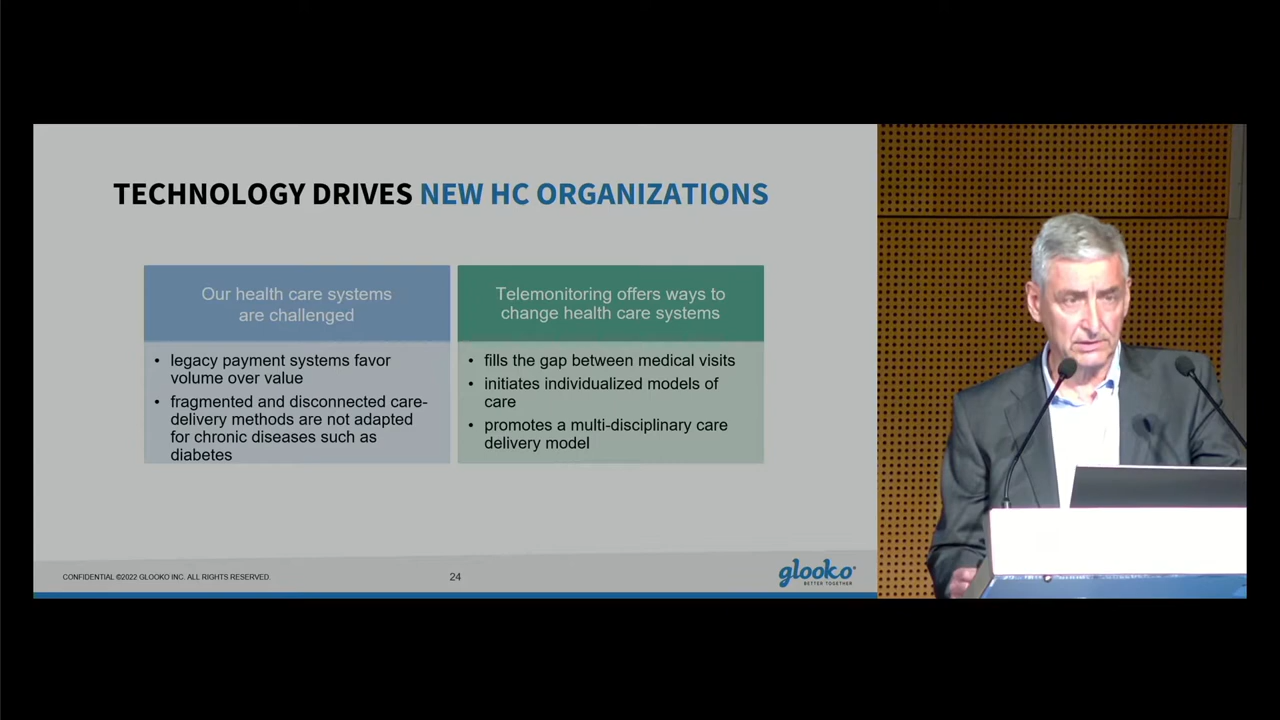 TECHNOLOGY DRIVES NEW HC ORGANIZATIONS
Our health care systems
are challenged
• legacy payment systems favor
volume over value
• fragmented and disconnected care-
delivery methods are not adapted
for chronic diseases such as
diabetes
Telemonitoring offers ways to
change health care systems
• fills the gap between medical visits
• initiates individualized models of
care
• promotes a multi-disciplinary care
delivery model
CONFIDENTIAL ©2022 GLOOKO INC. ALL RIGHTS RESERVED.
24
glooko®
BETTER TOGETHER